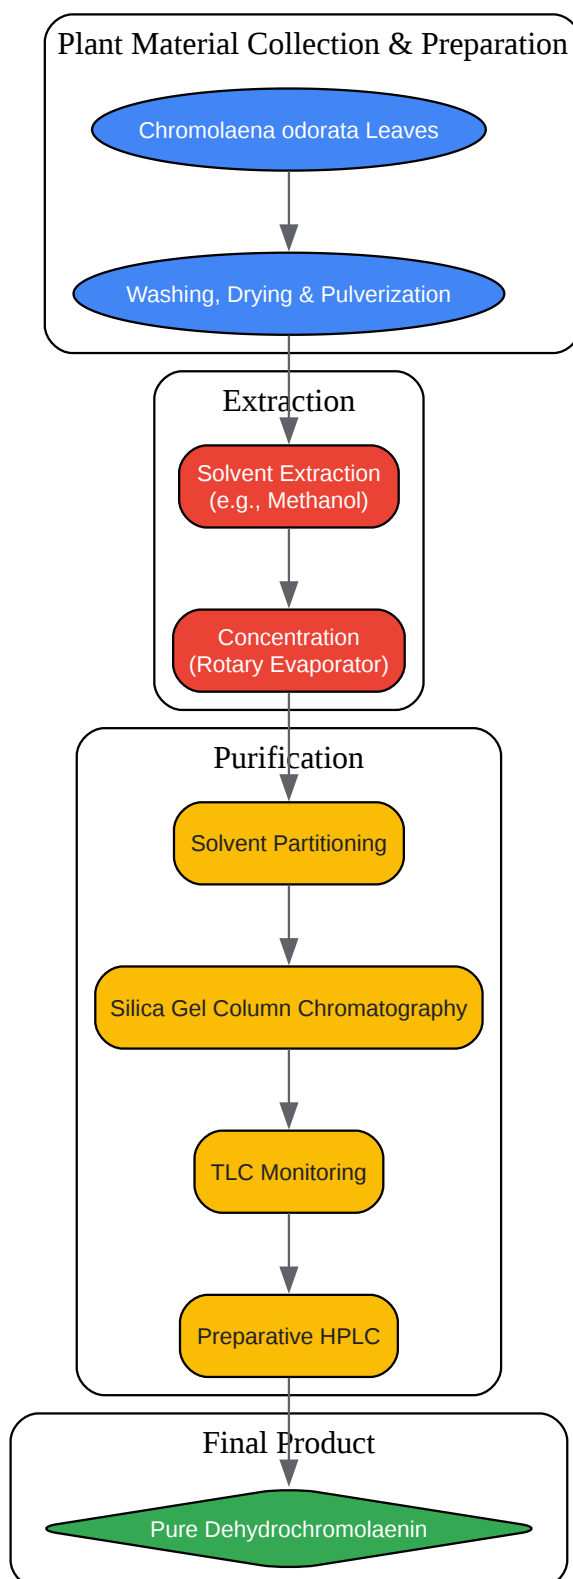 Plant Material Collection & Preparation
Chromolaena odorata Leaves
Washing, Drying & Pulverization
Extraction
Solvent Extraction
(e.g., Methanol)
Concentration
(Rotary Evaporator)
Purification
Solvent Partitioning
Silica Gel Column Chromatography
TLC Monitoring
Preparative HPLC
Final Product
Pure Dehydrochromolaenin